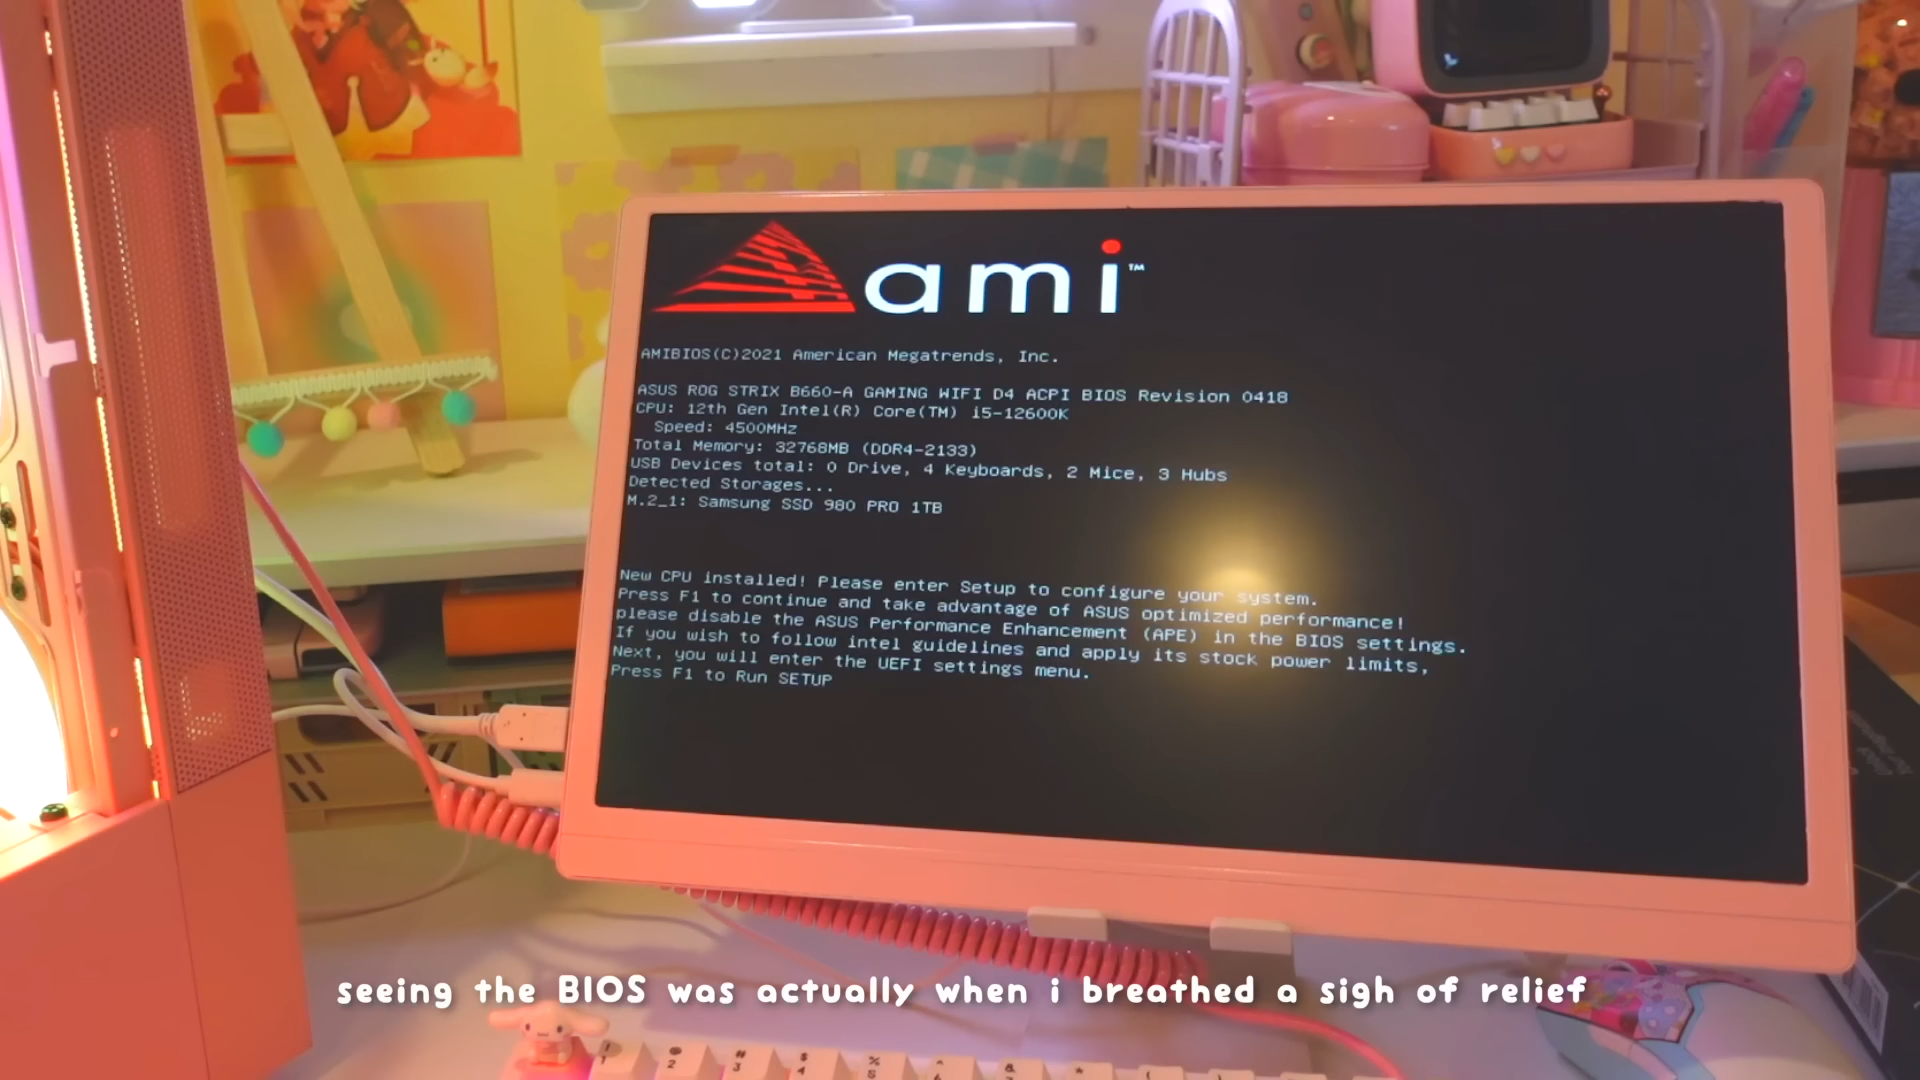 ami™
AMIBIOS(C)2021 American Megatrends, Inc.
ASUS ROG STRIX B660-A GAMING WIFI D4 ACPI BIOS Revision 0418
CPU: 12th Gen Intel(R) Core(TM) i5-12600K
Speed: 4500MHz
Total Memory: 32768MB (DDR4-2133)
USB Devices total: 0 Drive, 4 Keyboards, 2 Mice, 3 Hubs
Detected Storages...
M.2_1: Samsung SSD 980 PRO 1TB
New CPU installed! Please enter Setup to configure your system.
Press F1 to continue and take advantage of ASUS optimized performance!
please disable the ASUS Performance Enhancement (APE) in the BIOS settings.
If you wish to follow intel guidelines and apply its stock power limits,
Next, you will enter the UEFI settings menu.
Press F1 to Run SETUP
seeing the BIOS was actually when i breathed a sigh of relief
! @ # $ % ^ & * (
1 2 3 4 5